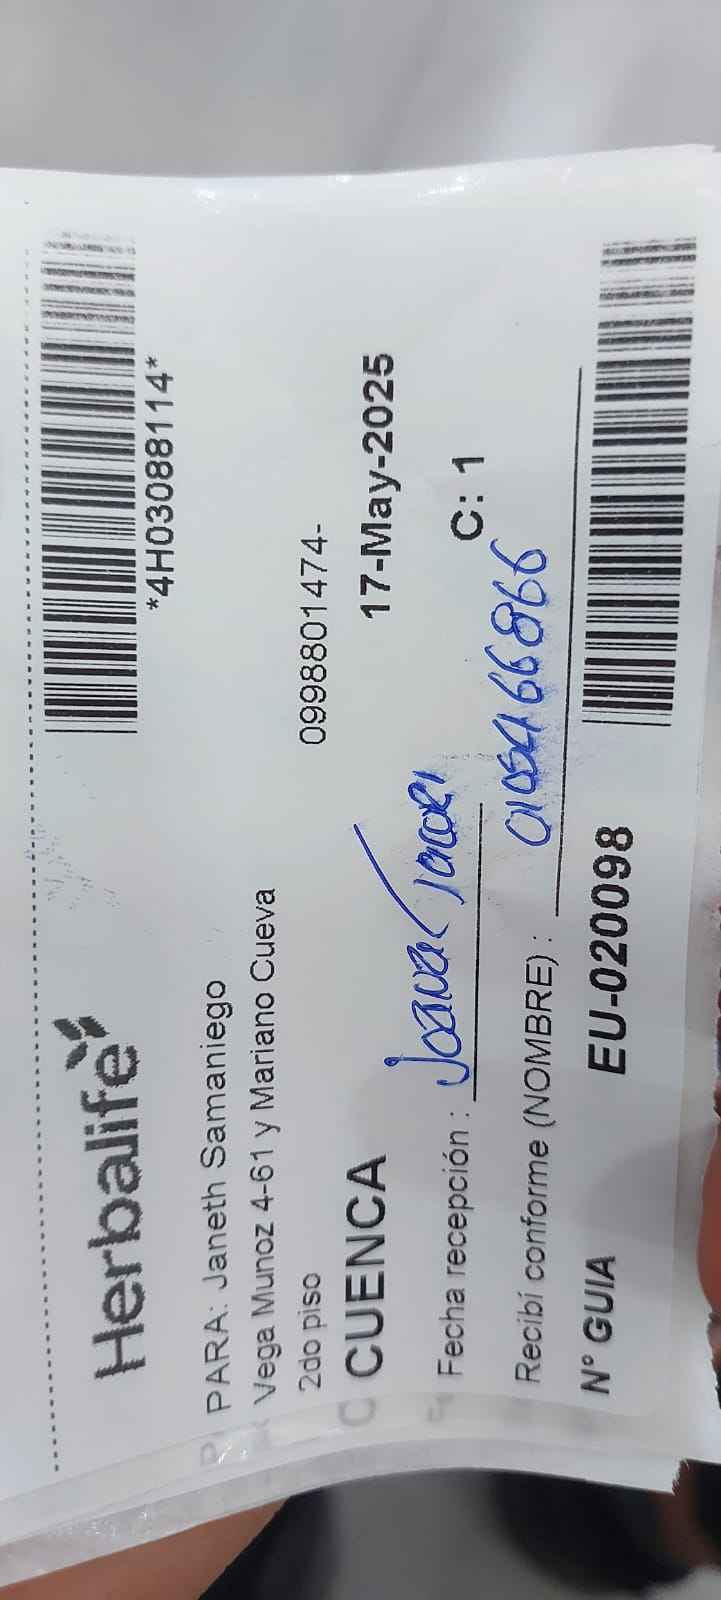 Herbalife
*4H03088114*
PARA: Janeth Samaniego
Vega Munoz 4-61 y Mariano Cueva
2do piso
0998801474-
CUENCA
17-May-2025
Fecha recepción : Joana
C: 1
Recibí conforme (NOMBRE) : 0105466866
N° GUIA
EU-020098